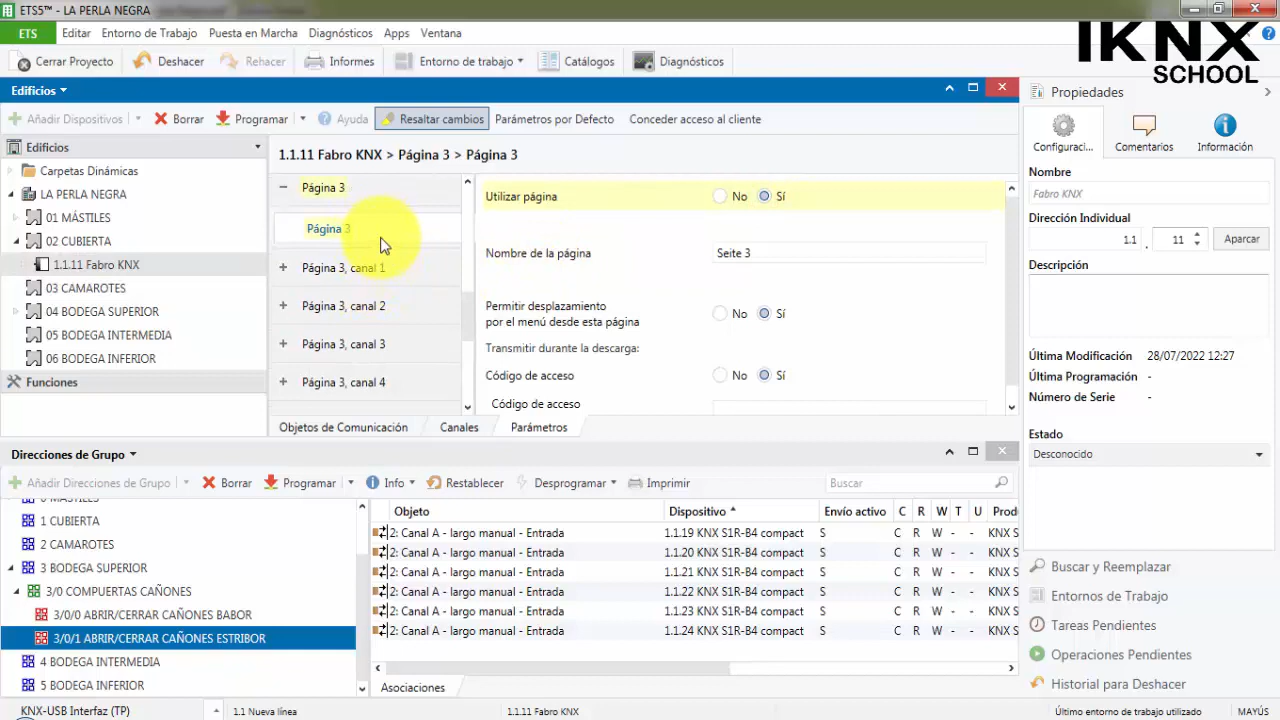 ETS5™ - LA PERLA NEGRA
ETS Editar Entorno de Trabajo Puesta en Marcha Diagnósticos Apps Ventana
IKNX
SCHOOL
Cerrar Proyecto Deshacer Rehacer Informes Entorno de trabajo Catálogos Diagnósticos
Edificios
Añadir Dispositivos Borrar Programar Ayuda Resaltar cambios Parámetros por Defecto Conceder acceso al cliente
Edificios
Carpetas Dinámicas
LA PERLA NEGRA
01 MÁSTILES
02 CUBIERTA
1.1.11 Fabro KNX
03 CAMAROTES
04 BODEGA SUPERIOR
05 BODEGA INTERMEDIA
06 BODEGA INFERIOR
Funciones
1.1.11 Fabro KNX > Página 3 > Página 3
Página 3
Página 3
Página 3, canal 1
Página 3, canal 2
Página 3, canal 3
Página 3, canal 4
Utilizar página No Sí
Nombre de la página Seite 3
Permitir desplazamiento
por el menú desde esta página No Sí
Transmitir durante la descarga:
Código de acceso No Sí
Código de acceso
Objetos de Comunicación Canales Parámetros
Propiedades
Configuraci... Comentarios Información
Nombre
Fabro KNX
Dirección Individual
1.1 . 11 Aparcar
Descripción
Última Modificación 28/07/2022 12:27
Última Programación -
Número de Serie -
Estado
Desconocido
Buscar y Reemplazar
Entornos de Trabajo
Tareas Pendientes
Operaciones Pendientes
Historial para Deshacer
Direcciones de Grupo
Añadir Direcciones de Grupo Borrar Programar Info Restablecer Desprogramar Imprimir Buscar
0 MÁSTILES
1 CUBIERTA
2 CAMAROTES
3 BODEGA SUPERIOR
3/0 COMPUERTAS CAÑONES
3/0/0 ABRIR/CERRAR CAÑONES BABOR
3/0/1 ABRIR/CERRAR CAÑONES ESTRIBOR
4 BODEGA INTERMEDIA
5 BODEGA INFERIOR
Objeto Dispositivo Envío activo C R W T U Produ
2: Canal A - largo manual - Entrada 1.1.19 KNX S1R-B4 compact S C R W - - KNX S
2: Canal A - largo manual - Entrada 1.1.20 KNX S1R-B4 compact S C R W - - KNX S
2: Canal A - largo manual - Entrada 1.1.21 KNX S1R-B4 compact S C R W - - KNX S
2: Canal A - largo manual - Entrada 1.1.22 KNX S1R-B4 compact S C R W - - KNX S
2: Canal A - largo manual - Entrada 1.1.23 KNX S1R-B4 compact S C R W - - KNX S
2: Canal A - largo manual - Entrada 1.1.24 KNX S1R-B4 compact S C R W - - KNX S
Asociaciones
KNX-USB Interfaz (TP) 1.1 Nueva línea 1.1.11 Fabro KNX Último entorno de trabajo utilizado MAYÚS